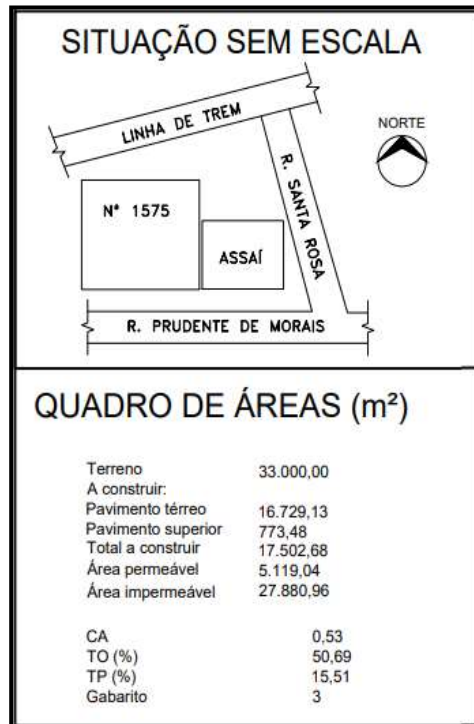 SITUAÇÃO SEM ESCALA
LINHA DE TREM
NORTE
R. SANTA ROSA
N° 1575
ASSAÍ
R. PRUDENTE DE MORAIS
QUADRO DE ÁREAS (m²)
Terreno 33.000,00
A construir:
Pavimento térreo 16.729,13
Pavimento superior 773,48
Total a construir 17.502,68
Área permeável 5.119,04
Área impermeável 27.880,96
CA 0,53
TO (%) 50,69
TP (%) 15,51
Gabarito 3